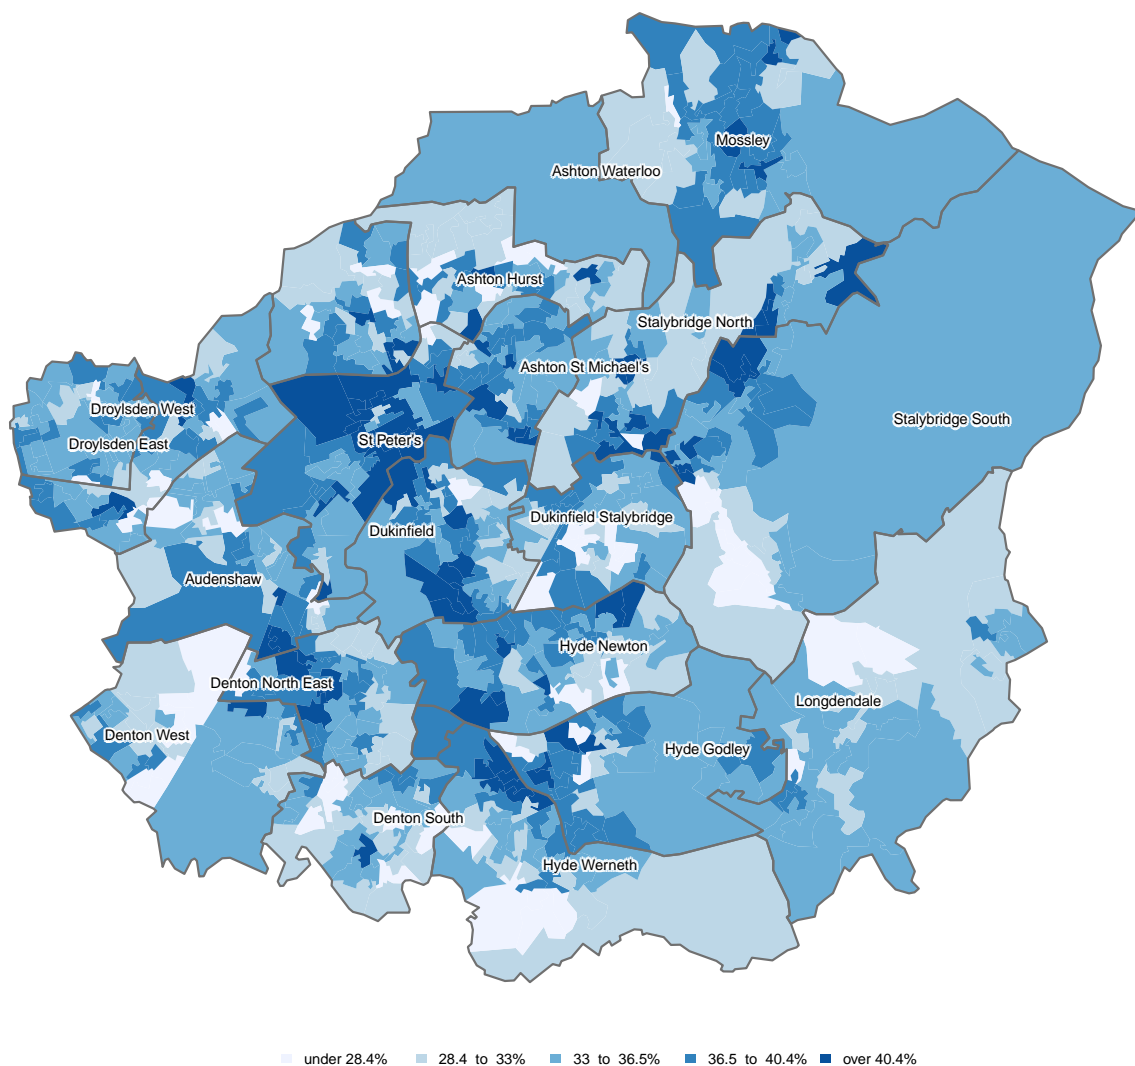 Mossley
Ashton Waterloo
Ashton Hurst
Stalybridge North
Ashton St Michael's
Droylsden West
Stalybridge South
St Peter's
Droylsden East
Dukinfield Stalybridge
Dukinfield
Audenshaw
Hyde Newton
Denton North East
Longdendale
Denton West
Hyde Godley
Denton South
Hyde Werneth
under 28.4% 28.4 to 33% 33 to 36.5% 36.5 to 40.4% over 40.4%